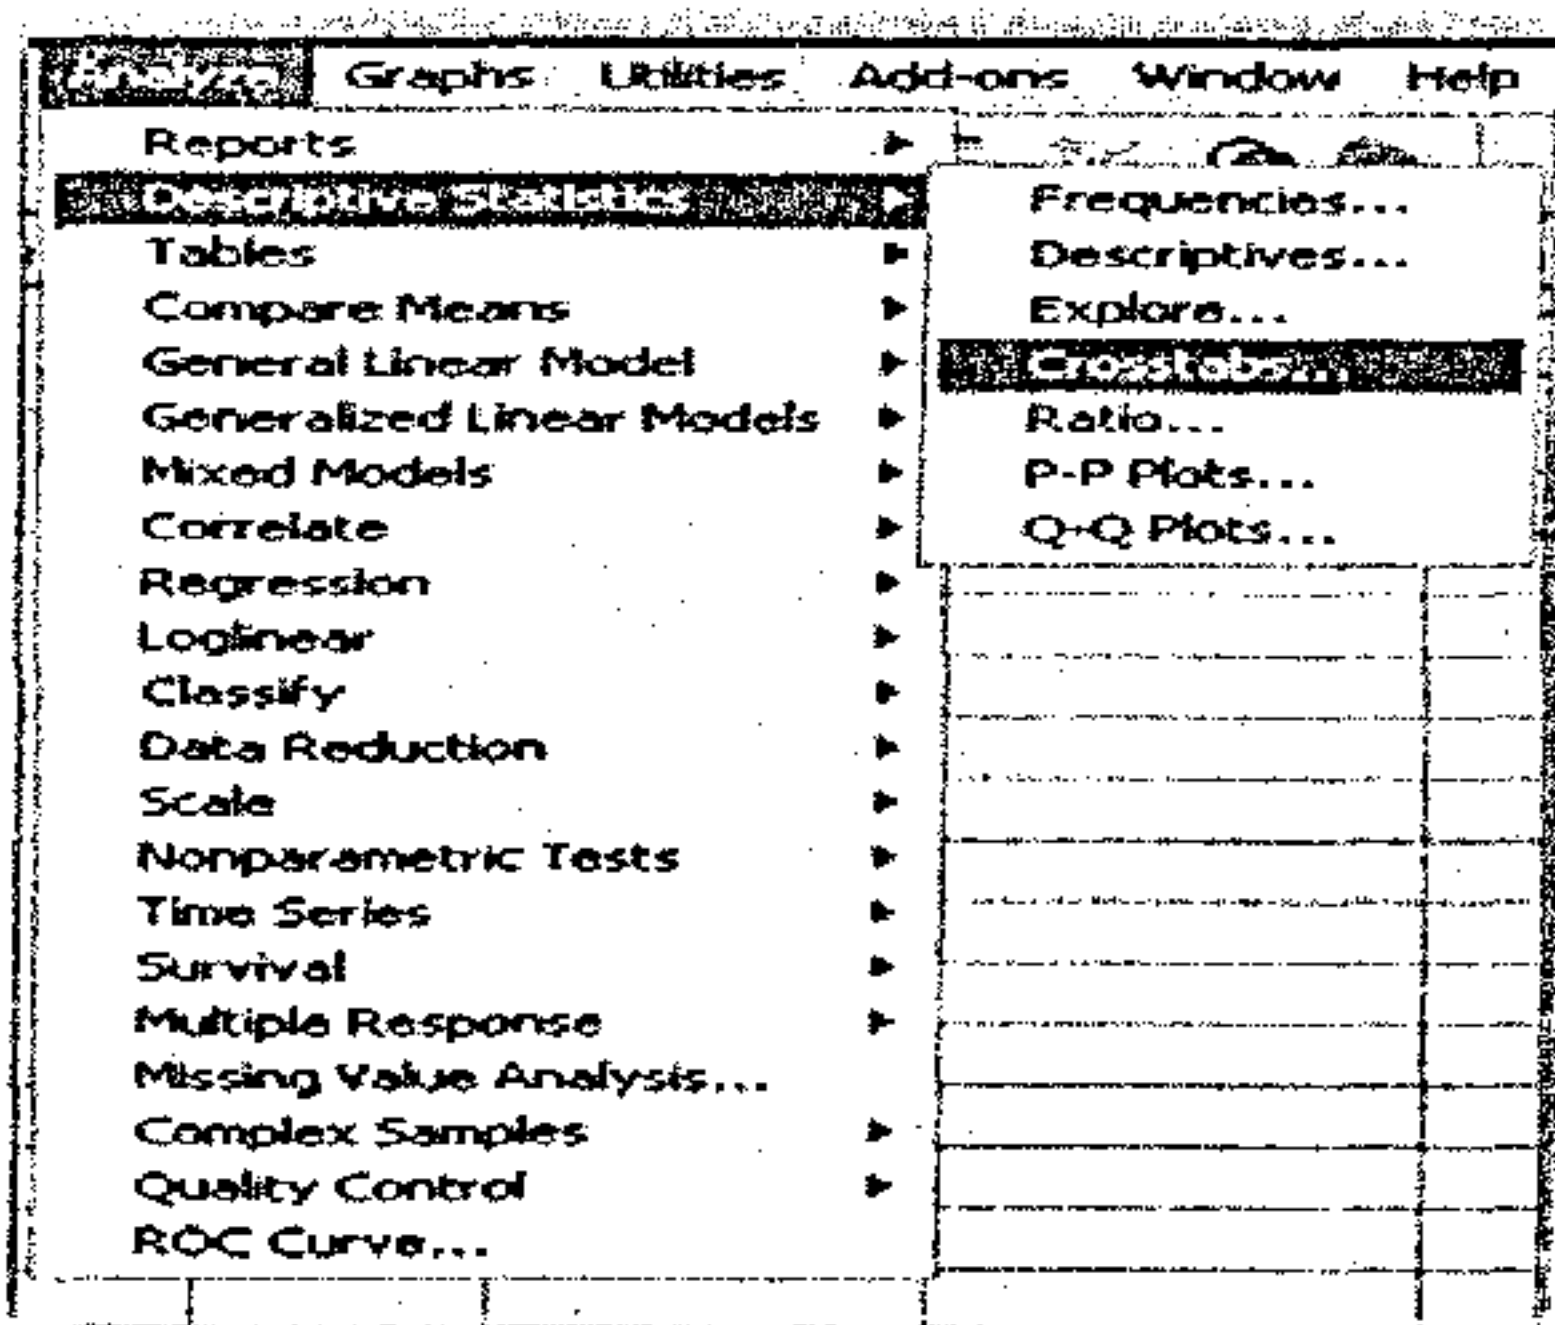 Analyze Graphs Utilities Add-ons Window Help
Reports
Descriptive Statistics
Tables
Compare Means
General Linear Model
Generalized Linear Models
Mixed Models
Correlate
Regression
Loglinear
Classify
Data Reduction
Scale
Nonparametric Tests
Time Series
Survival
Multiple Response
Missing Value Analysis...
Complex Samples
Quality Control
ROC Curve...
Frequencies...
Descriptives...
Explore...
Crosstabs...
Ratio...
P-P Plots...
Q-Q Plots...